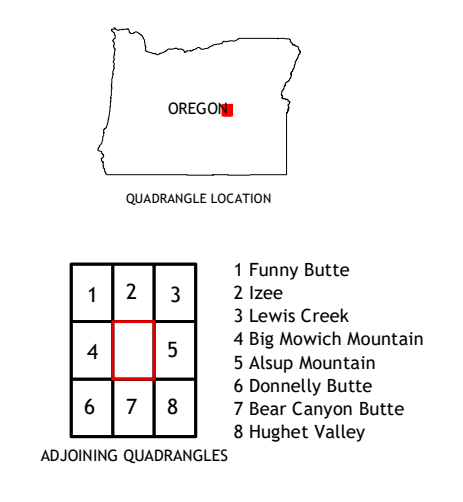 OREGON
QUADRANGLE LOCATION
1 2 3
4 5
6 7 8
ADJOINING QUADRANGLES
1 Funny Butte
2 Izee
3 Lewis Creek
4 Big Mowich Mountain
5 Alsup Mountain
6 Donnelly Butte
7 Bear Canyon Butte
8 Hughet Valley